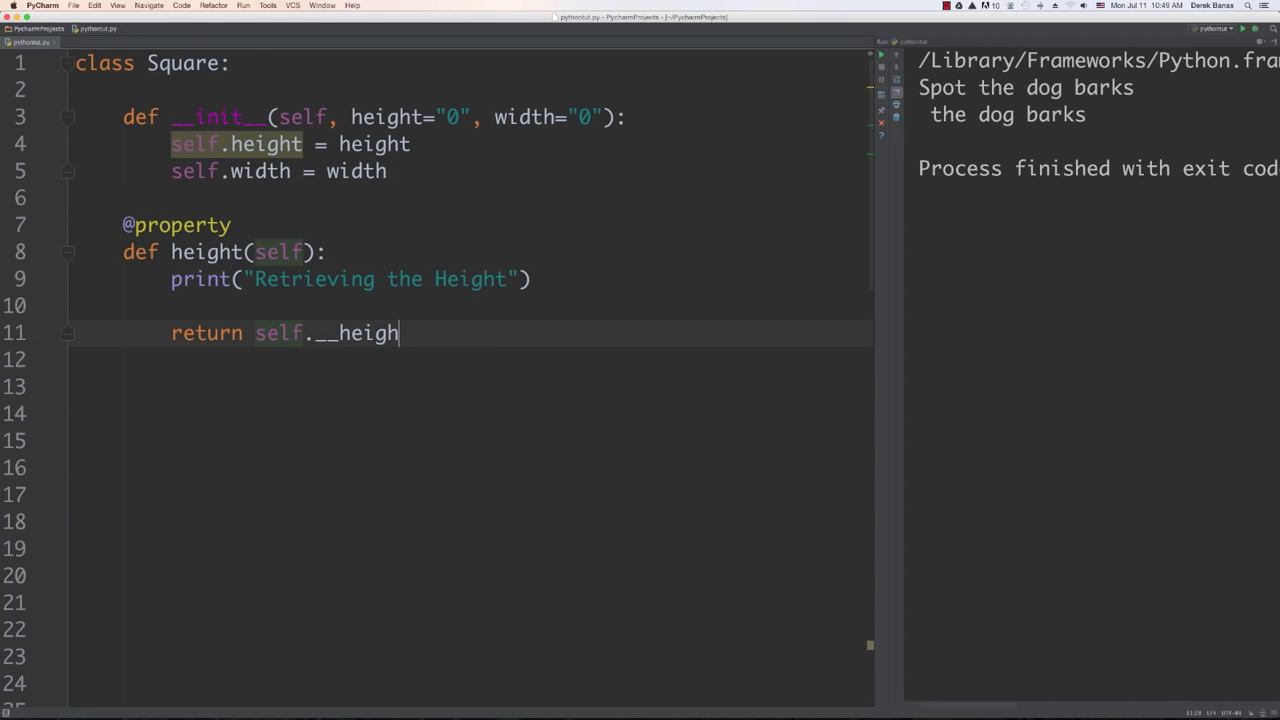 PyCharm File Edit View Navigate Code Refactor Run Tools VCS Window Help
10 Mon Jul 11 10:49 AM Derek Banas
pythontut.py - PycharmProjects - [~/PycharmProjects]
PycharmProjects pythontut.py
pythontut
pythontut.py
Run pythontut
1 class Square:
2
3 def __init__(self, height="0", width="0"):
4 self.height = height
5 self.width = width
6
7 @property
8 def height(self):
9 print("Retrieving the Height")
10
11 return self.__heigh
12
13
14
15
16
17
18
19
20
21
22
23
24
/Library/Frameworks/Python.fra
Spot the dog barks
the dog barks
Process finished with exit cod
11:29 LF≠ UTF-8≠